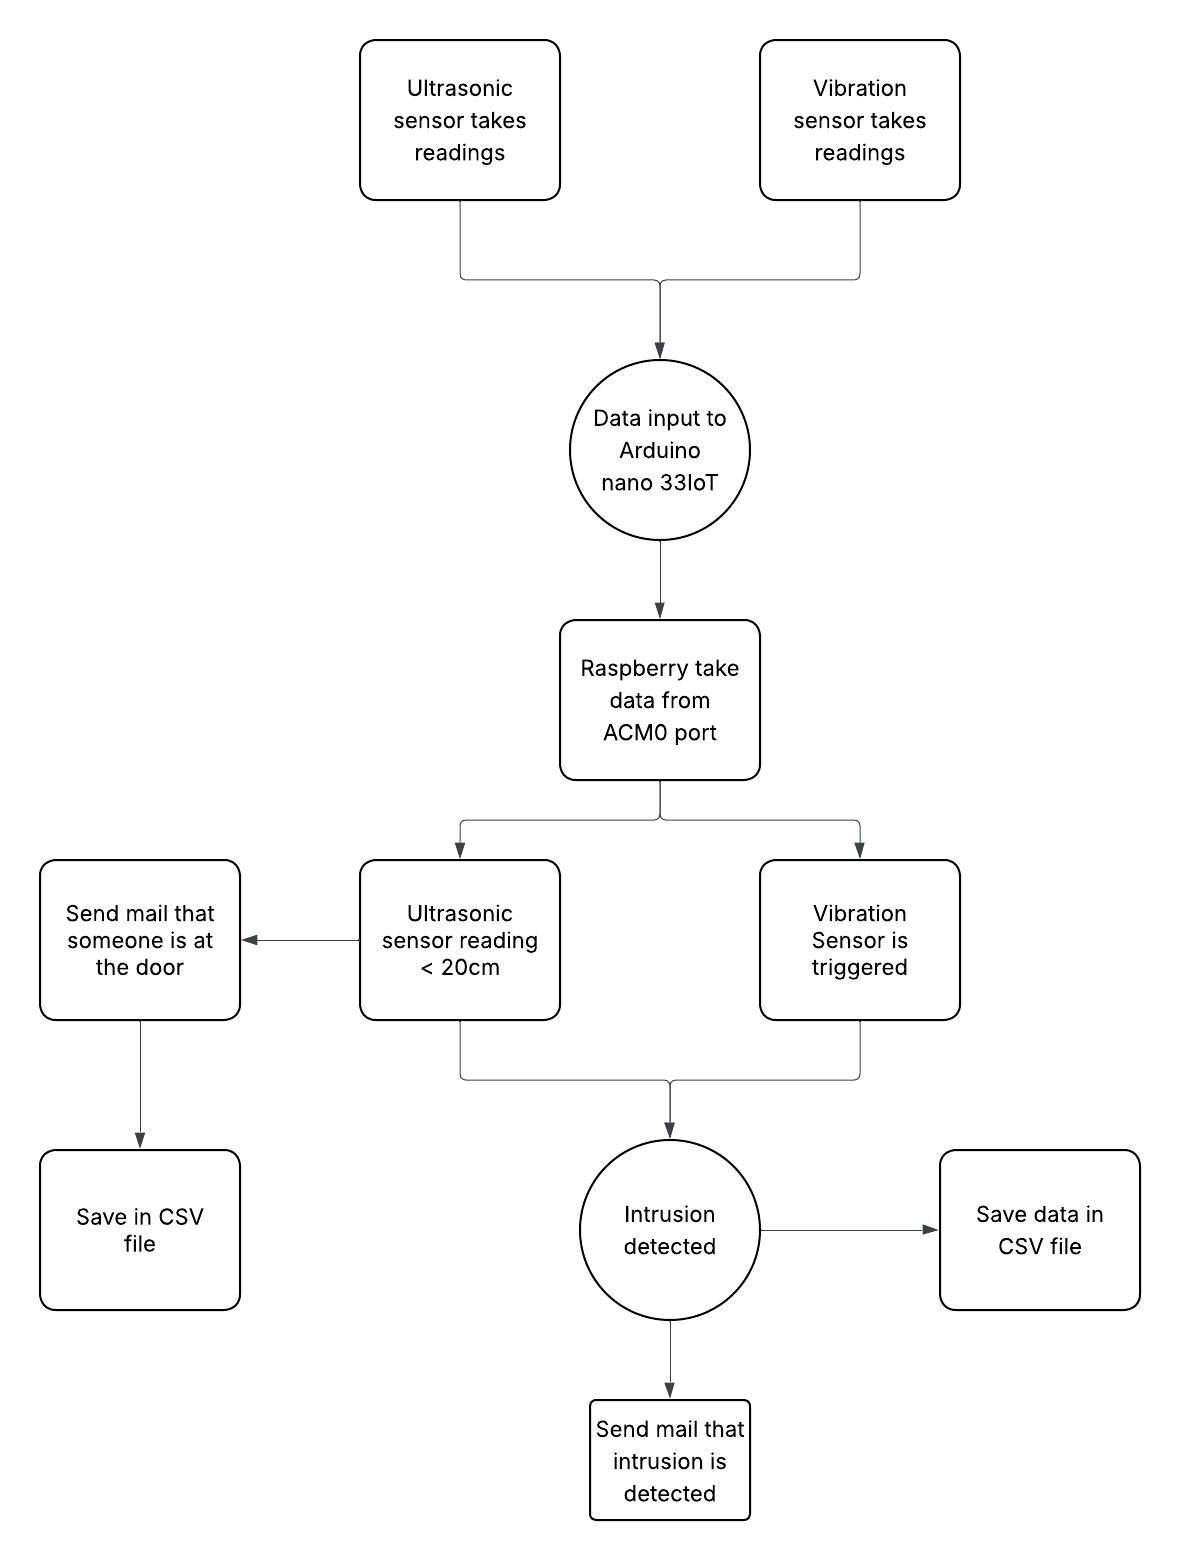 Ultrasonic
sensor takes
readings
Vibration
sensor takes
readings
Data input to
Arduino
nano 33IoT
Raspberry take
data from
ACM0 port
Send mail that
someone is at
the door
Ultrasonic
sensor reading
< 20cm
Vibration
Sensor is
triggered
Save in CSV
file
Intrusion
detected
Save data in
CSV file
Send mail that
intrusion is
detected